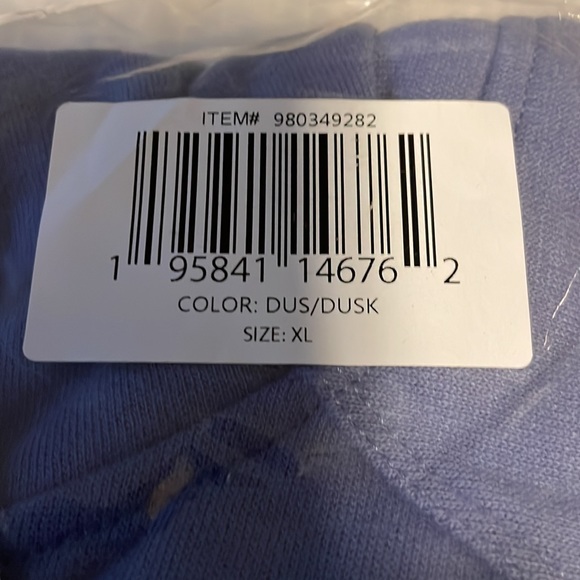 ITEM# 980349282
1 95841 14676 2
COLOR: DUS/DUSK
SIZE: XL